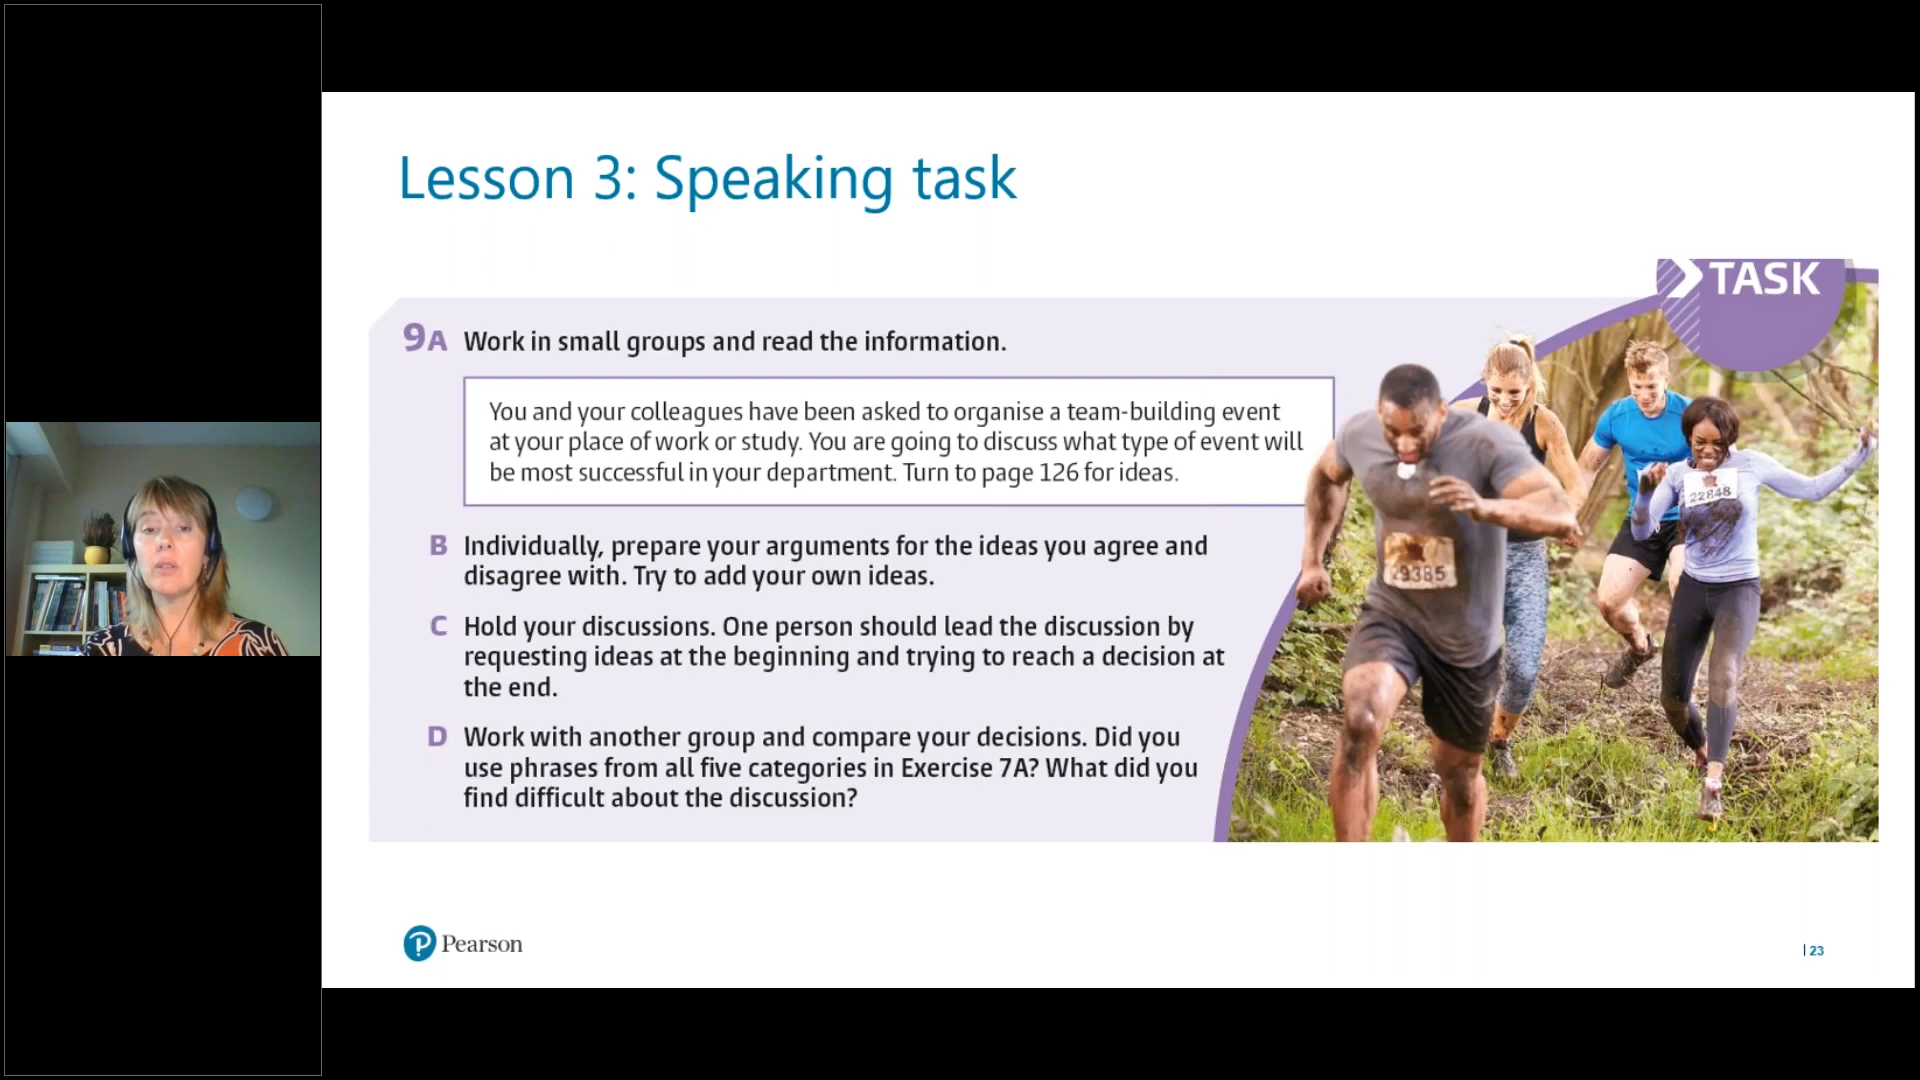 Lesson 3: Speaking task
TASK
9A Work in small groups and read the information.
You and your colleagues have been asked to organise a team-building event
at your place of work or study. You are going to discuss what type of event will
be most successful in your department. Turn to page 126 for ideas.
B Individually, prepare your arguments for the ideas you agree and
disagree with. Try to add your own ideas.
C Hold your discussions. One person should lead the discussion by
requesting ideas at the beginning and trying to reach a decision at
the end.
D Work with another group and compare your decisions. Did you
use phrases from all five categories in Exercise 7A? What did you
find difficult about the discussion?
22848
Pearson
| 23